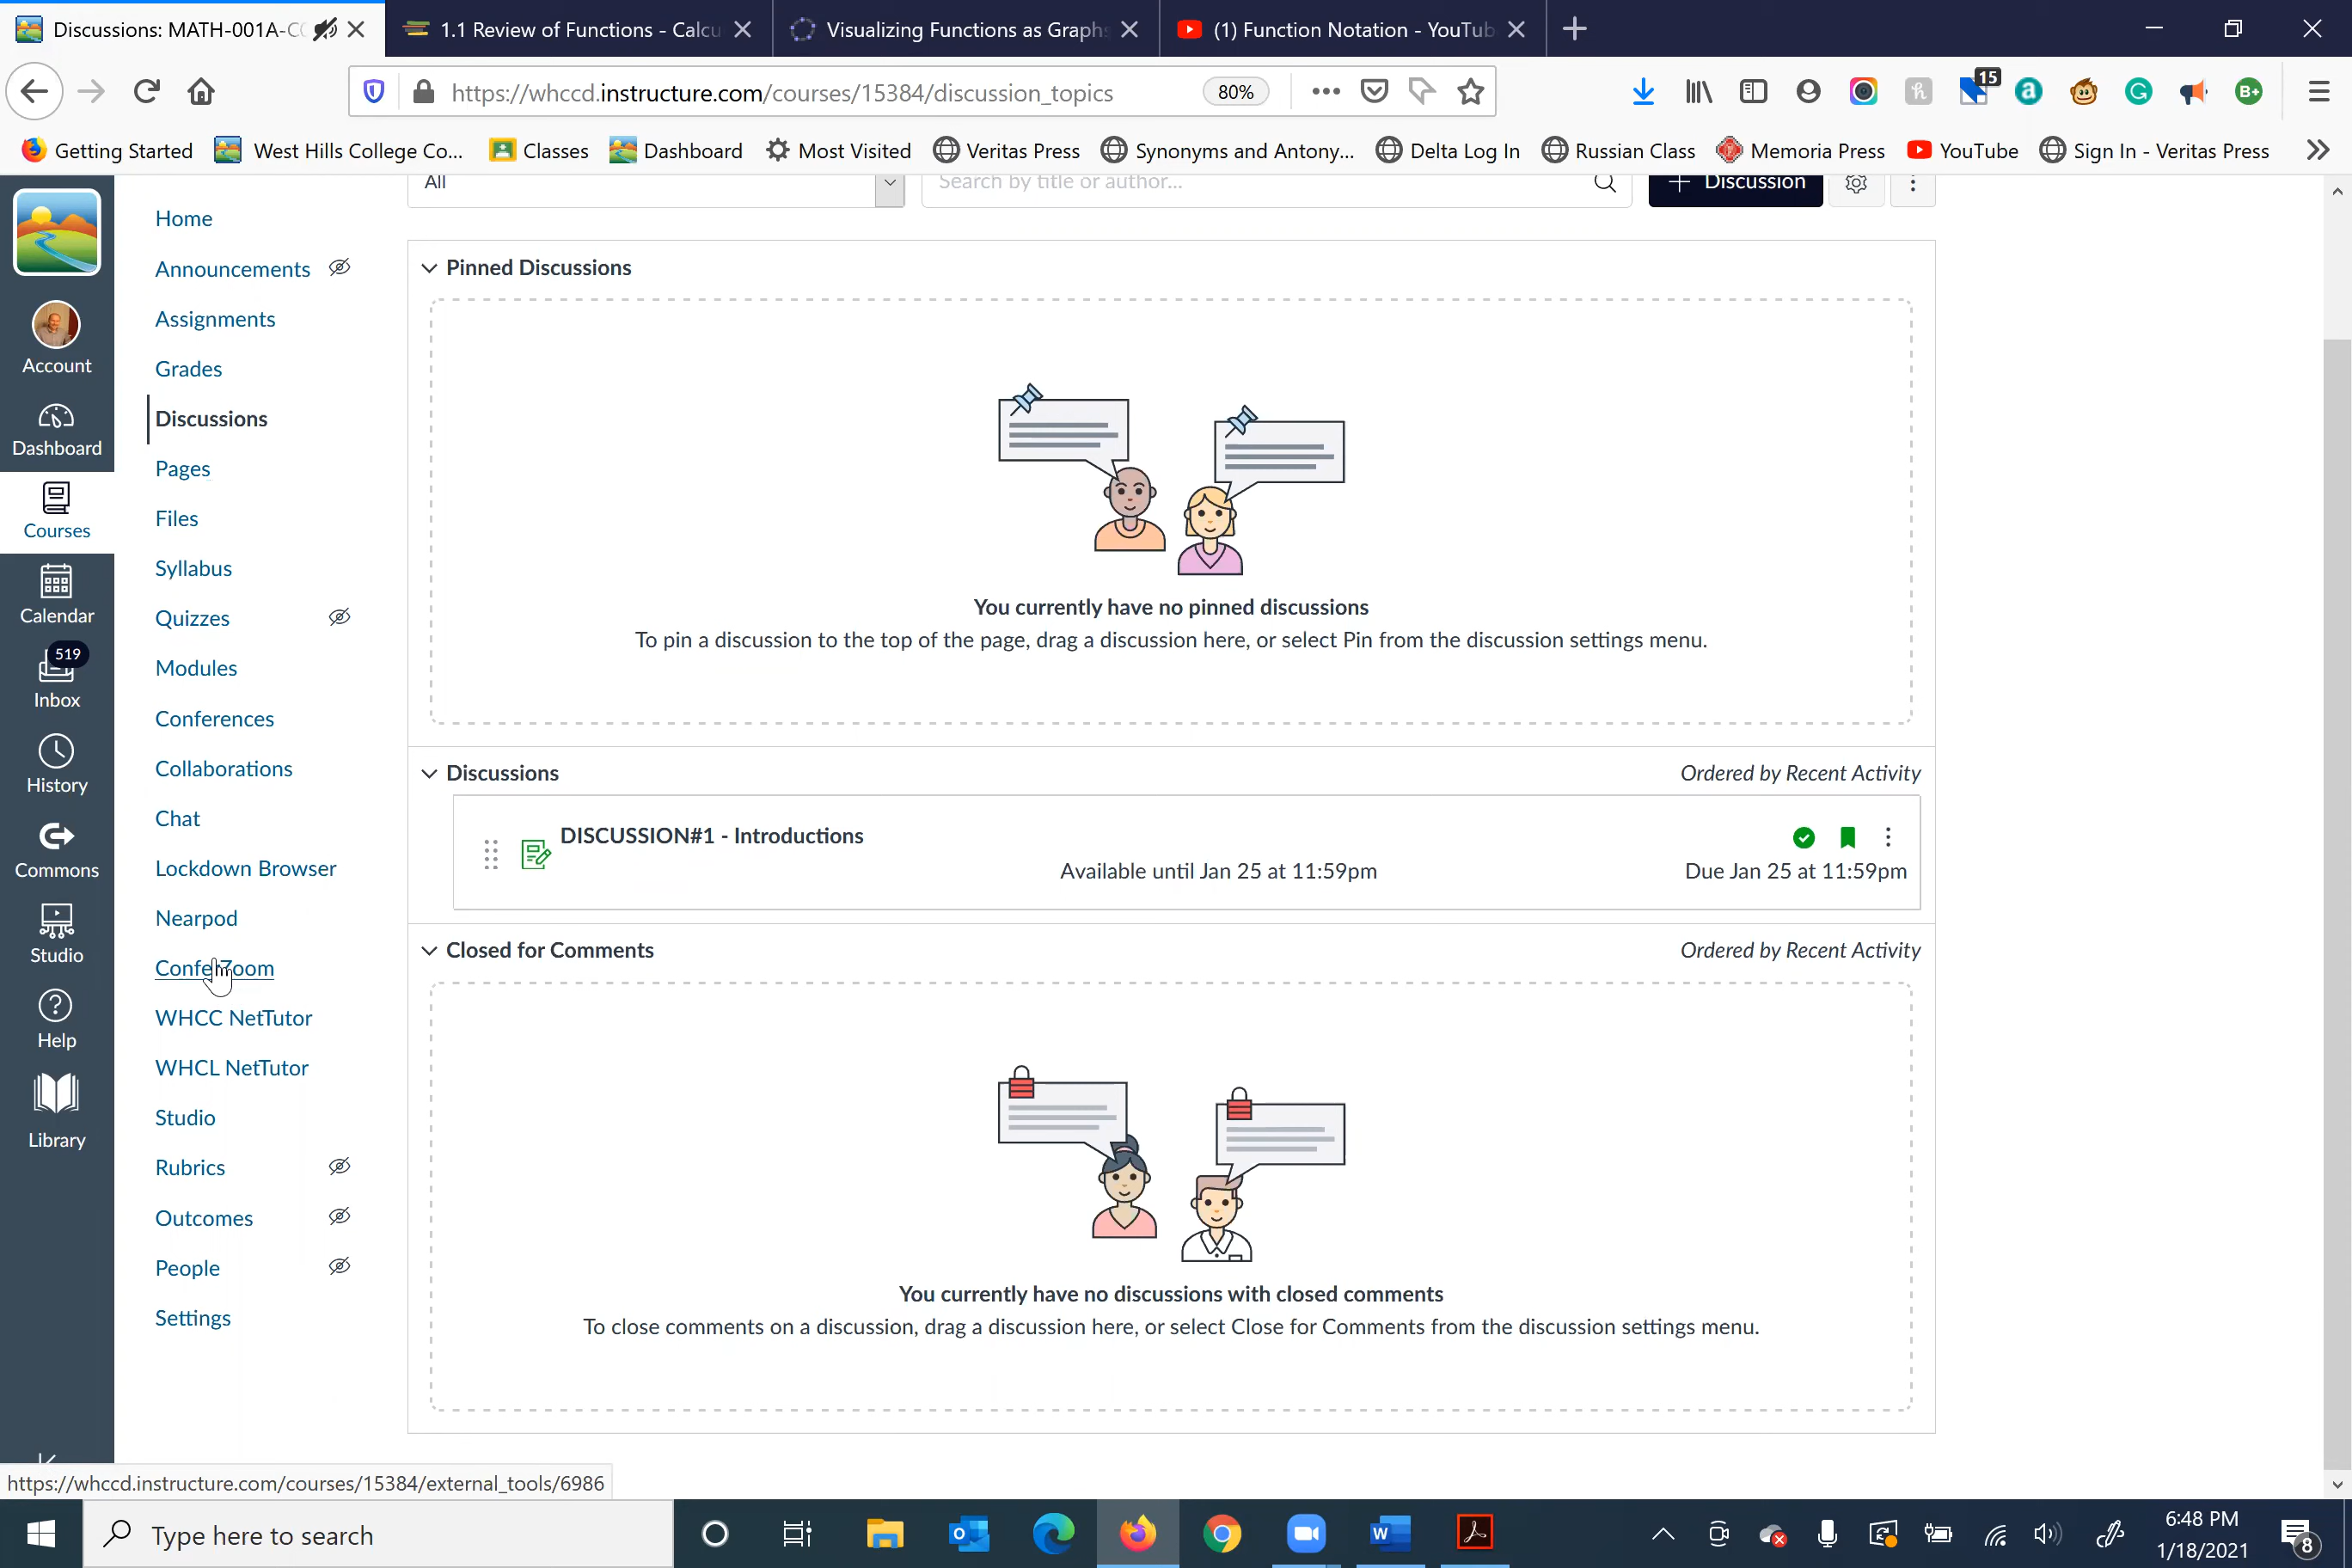 Discussions: MATH-001A-CO
1.1 Review of Functions - Calcu
Visualizing Functions as Graphs
(1) Function Notation - YouTub
https://whccd.instructure.com/courses/15384/discussion_topics
80%
15
Getting Started
West Hills College Co...
Classes
Dashboard
Most Visited
Veritas Press
Synonyms and Antony...
Delta Log In
Russian Class
Memoria Press
YouTube
Sign In - Veritas Press
Account
Dashboard
Courses
Calendar
519
Inbox
History
Commons
Studio
Help
Library
Home
Announcements
Assignments
Grades
Discussions
Pages
Files
Syllabus
Quizzes
Modules
Conferences
Collaborations
Chat
Lockdown Browser
Nearpod
ConferZoom
WHCC NetTutor
WHCL NetTutor
Studio
Rubrics
Outcomes
People
Settings
All
Search by title or author...
+ Discussion
Pinned Discussions
You currently have no pinned discussions
To pin a discussion to the top of the page, drag a discussion here, or select Pin from the discussion settings menu.
Discussions
Ordered by Recent Activity
DISCUSSION#1 - Introductions
Available until Jan 25 at 11:59pm
Due Jan 25 at 11:59pm
Closed for Comments
Ordered by Recent Activity
You currently have no discussions with closed comments
To close comments on a discussion, drag a discussion here, or select Close for Comments from the discussion settings menu.
https://whccd.instructure.com/courses/15384/external_tools/6986
Type here to search
6:48 PM
1/18/2021
8